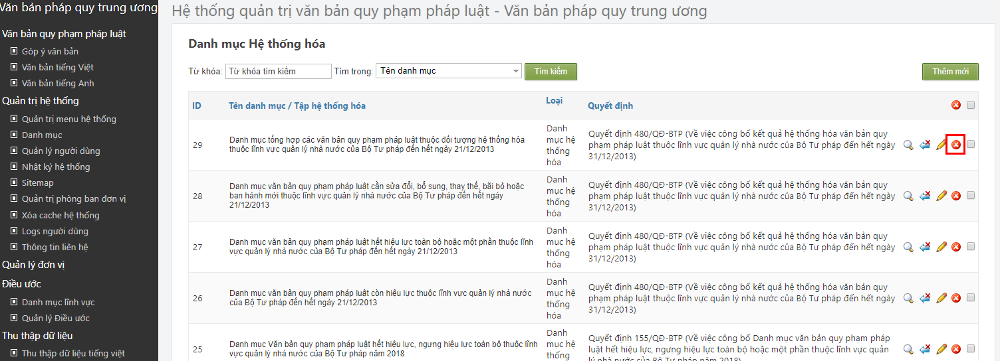 Văn bản pháp quy trung ương
Văn bản quy phạm pháp luật
Góp ý văn bản
Văn bản tiếng Việt
Văn bản tiếng Anh
Quản trị hệ thống
Quản trị menu hệ thống
Danh mục
Quản lý người dùng
Nhật ký hệ thống
Sitemap
Quản trị phòng ban đơn vị
Xóa cache hệ thống
Logs người dùng
Thông tin liên hệ
Quản lý đơn vị
Điều ước
Danh mục lĩnh vực
Quản lý Điều ước
Thu thập dữ liệu
Thu thập dữ liệu tiếng việt
Hệ thống quản trị văn bản quy phạm pháp luật - Văn bản pháp quy trung ương
Danh mục Hệ thống hóa
Từ khóa: Từ khóa tìm kiếm Tìm trong: Tên danh mục Tìm kiếm Thêm mới
ID Tên danh mục / Tập hệ thống hóa Loại Quyết định
29
Danh mục tổng hợp các văn bản quy phạm pháp luật thuộc đối tượng hệ thống hóa
thuộc lĩnh vực quản lý nhà nước của Bộ Tư pháp đến hết ngày 21/12/2013
Danh
mục hệ
thống
hóa
Quyết định 480/QĐ-BTP (Về việc công bố kết quả hệ thống hóa văn bản quy
phạm pháp luật thuộc lĩnh vực quản lý nhà nước của Bộ Tư pháp đến hết ngày
31/12/2013)
28
Danh mục văn bản quy phạm pháp luật cần sửa đổi, bổ sung, thay thế, bãi bỏ hoặc
ban hành mới thuộc lĩnh vực quản lý nhà nước của Bộ Tư pháp đến hết ngày
21/12/2013
Danh
mục hệ
thống
hóa
Quyết định 480/QĐ-BTP (Về việc công bố kết quả hệ thống hóa văn bản quy
phạm pháp luật thuộc lĩnh vực quản lý nhà nước của Bộ Tư pháp đến hết ngày
31/12/2013)
27
Danh mục văn bản quy phạm pháp luật hết hiệu lực toàn bộ hoặc một phần thuộc lĩnh
vực quản lý nhà nước của Bộ Tư pháp đến hết ngày 21/12/2013
Danh
mục hệ
thống
hóa
Quyết định 480/QĐ-BTP (Về việc công bố kết quả hệ thống hóa văn bản quy
phạm pháp luật thuộc lĩnh vực quản lý nhà nước của Bộ Tư pháp đến hết ngày
31/12/2013)
26
Danh mục văn bản quy phạm pháp luật còn hiệu lực thuộc lĩnh vực quản lý nhà nước
của Bộ Tư pháp đến hết ngày 21/12/2013
Danh
mục hệ
thống
hóa
Quyết định 480/QĐ-BTP (Về việc công bố kết quả hệ thống hóa văn bản quy
phạm pháp luật thuộc lĩnh vực quản lý nhà nước của Bộ Tư pháp đến hết ngày
31/12/2013)
25
Danh mục Văn bản quy phạm pháp luật hết hiệu lực, ngưng hiệu lực toàn bộ thuộc lĩnh
vực quản lý nhà nước của Bộ Tư pháp năm 2018
Danh
mục hệ
thống
Quyết định 155/QĐ-BTP (Về việc công bố Danh mục văn bản quy phạm pháp
luật hết hiệu lực, ngưng hiệu lực toàn bộ hoặc một phần thuộc lĩnh vực quản
lý nhà nước của Bộ Tư pháp năm 2018)